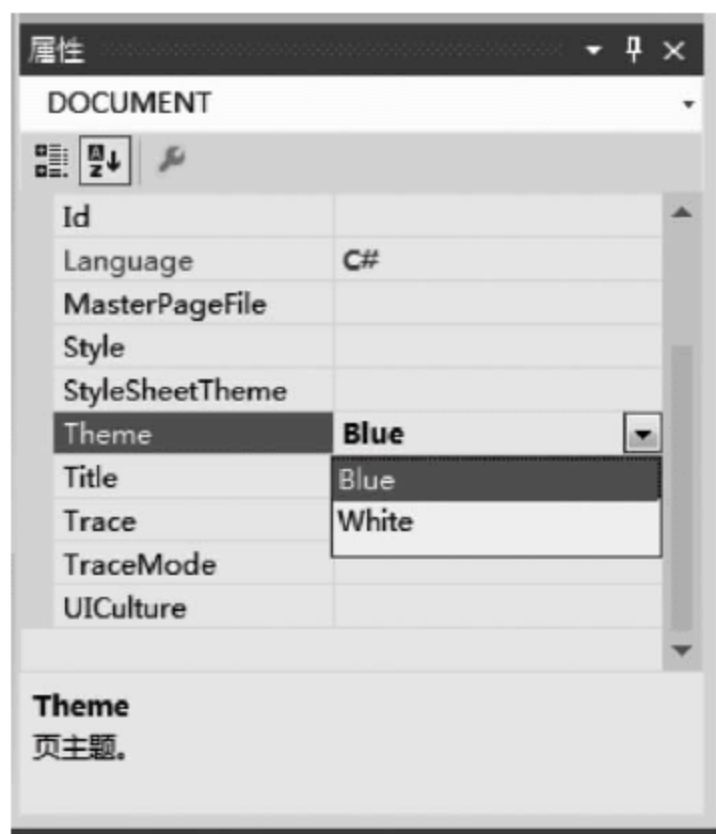 属性
DOCUMENT
Id
Language C#
MasterPageFile
Style
StyleSheetTheme
Theme Blue
Title Blue
Trace White
TraceMode
UICulture
Theme
页主题。